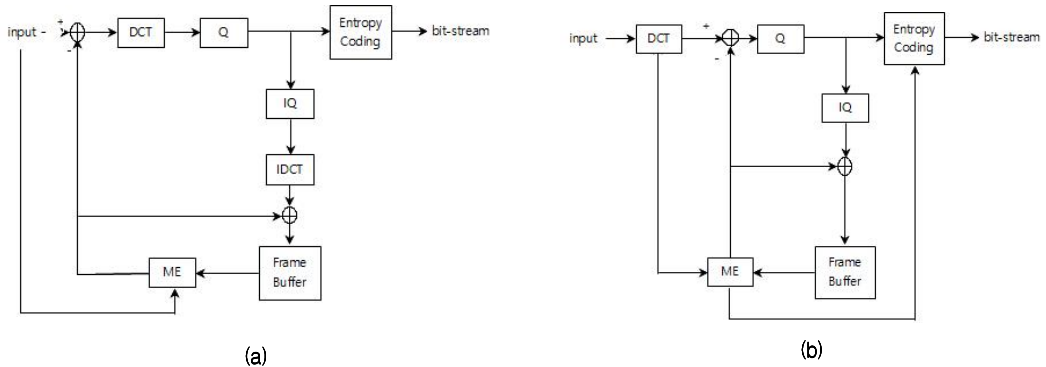 input
+
-
DCT
Q
Entropy
Coding
bit-stream
IQ
IDCT
Frame
Buffer
ME
(a)
input
DCT
+
-
Q
Entropy
Coding
bit-stream
IQ
Frame
Buffer
ME
(b)